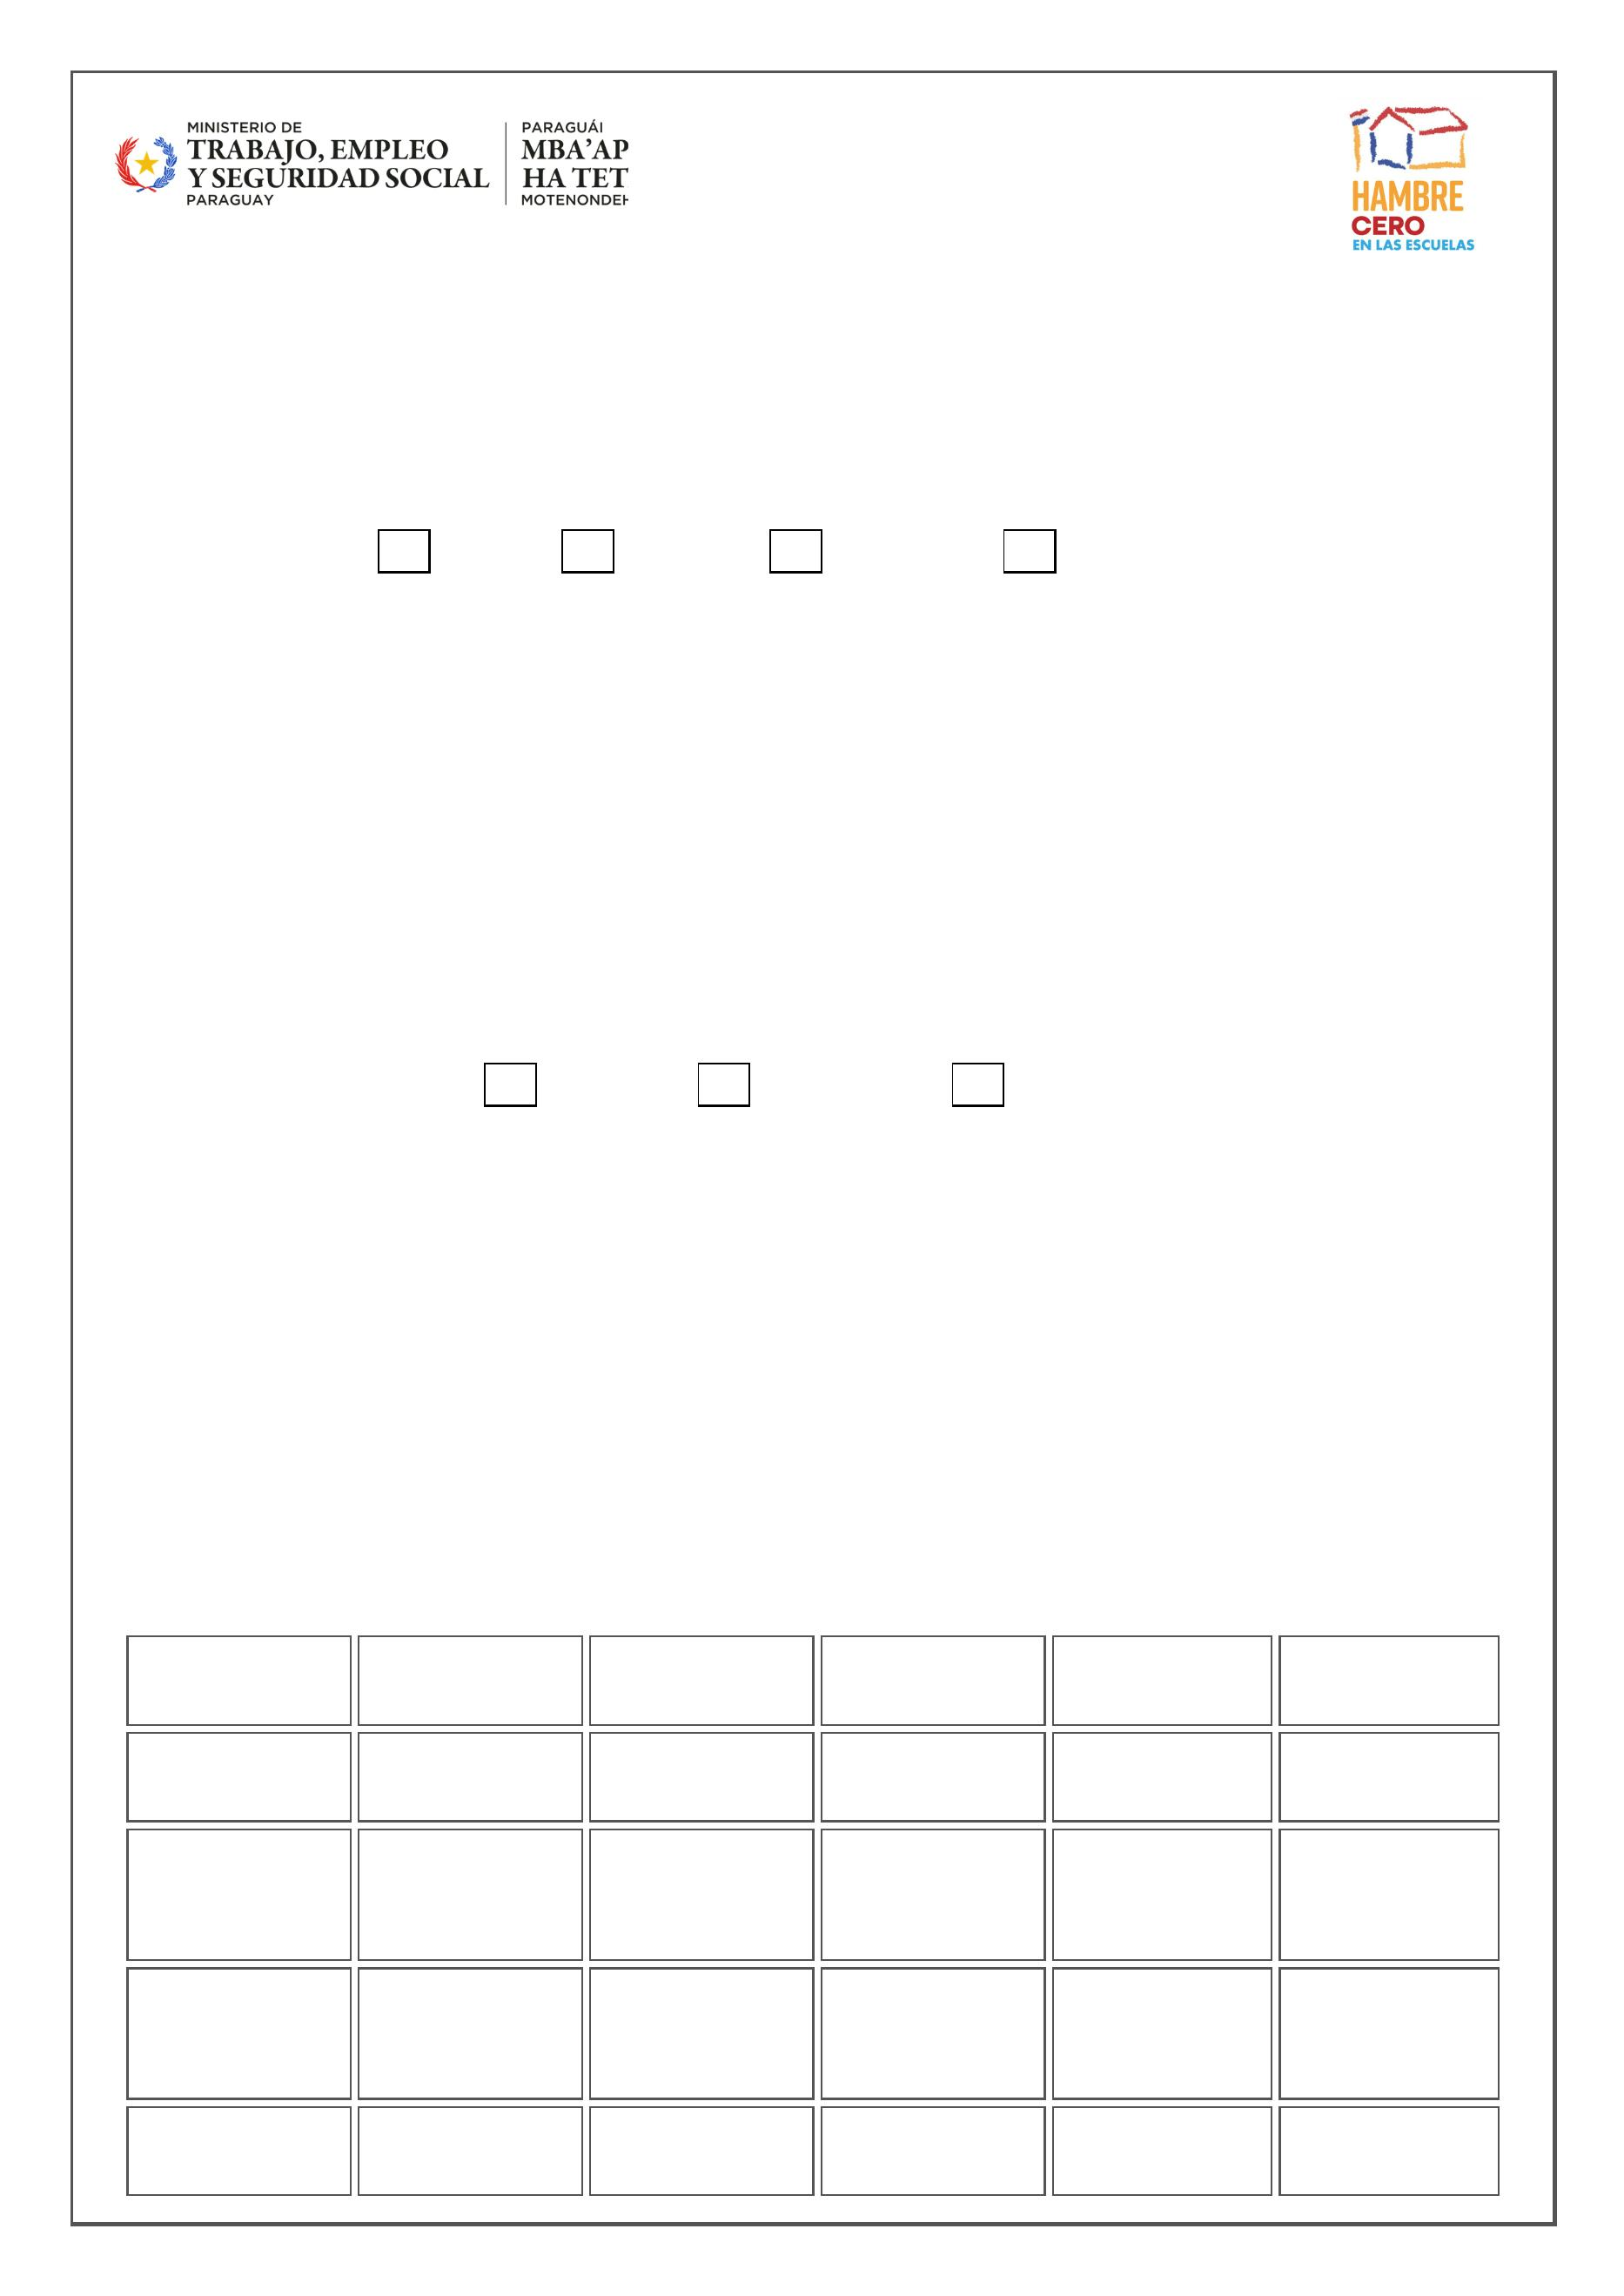 MINISTERIO DE
TRABAJO, EMPLEO
Y SEGURIDAD SOCIAL
PARAGUAY
PARAGUÁI
MBA'AP
HA TET
MOTENONDEH
HAMBRE
CERO
EN LAS ESCUELAS